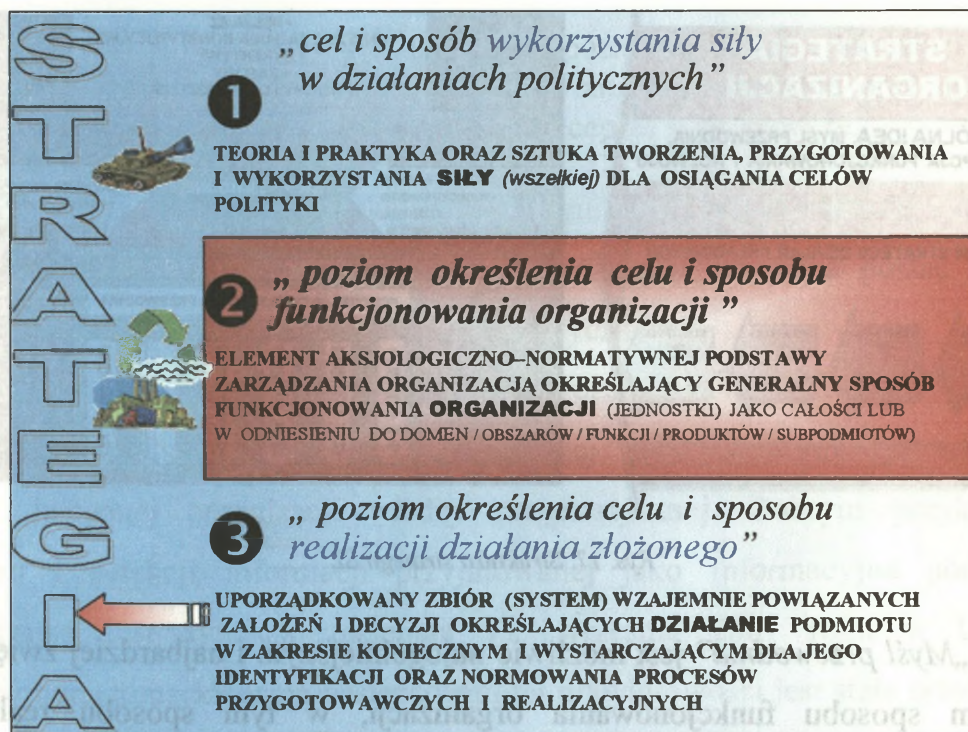 STRATEGIA
„cel i sposób wykorzystania siły
w działaniach politycznych”
1
TEORIA I PRAKTYKA ORAZ SZTUKA TWORZENIA, PRZYGOTOWANIA
I WYKORZYSTANIA SIŁY (wszelkiej) DLA OSIĄGANIA CELÓW
POLITYKI
2
„ poziom określenia celu i sposobu
funkcjonowania organizacji ”
ELEMENT AKSJOLOGICZNO–NORMATYWNEJ PODSTAWY
ZARZĄDZANIA ORGANIZACJĄ OKREŚLAJĄCY GENERALNY SPOSÓB
FUNKCJONOWANIA ORGANIZACJI (JEDNOSTKI) JAKO CAŁOŚCI LUB
W ODNIESIENIU DO DOMEN / OBSZARÓW / FUNKCJI / PRODUKTÓW / SUBPODMIOTÓW)
3
„ poziom określenia celu i sposobu
realizacji działania złożonego”
UPORZĄDKOWANY ZBIÓR (SYSTEM) WZAJEMNIE POWIĄZANYCH
ZAŁOŻEŃ I DECYZJI OKREŚLAJĄCYCH DZIAŁANIE PODMIOTU
W ZAKRESIE KONIECZNYM I WYSTARCZAJĄCYM DLA JEGO
IDENTYFIKACJI ORAZ NORMOWANIA PROCESÓW
PRZYGOTOWAWCZYCH I REALIZACYJNYCH